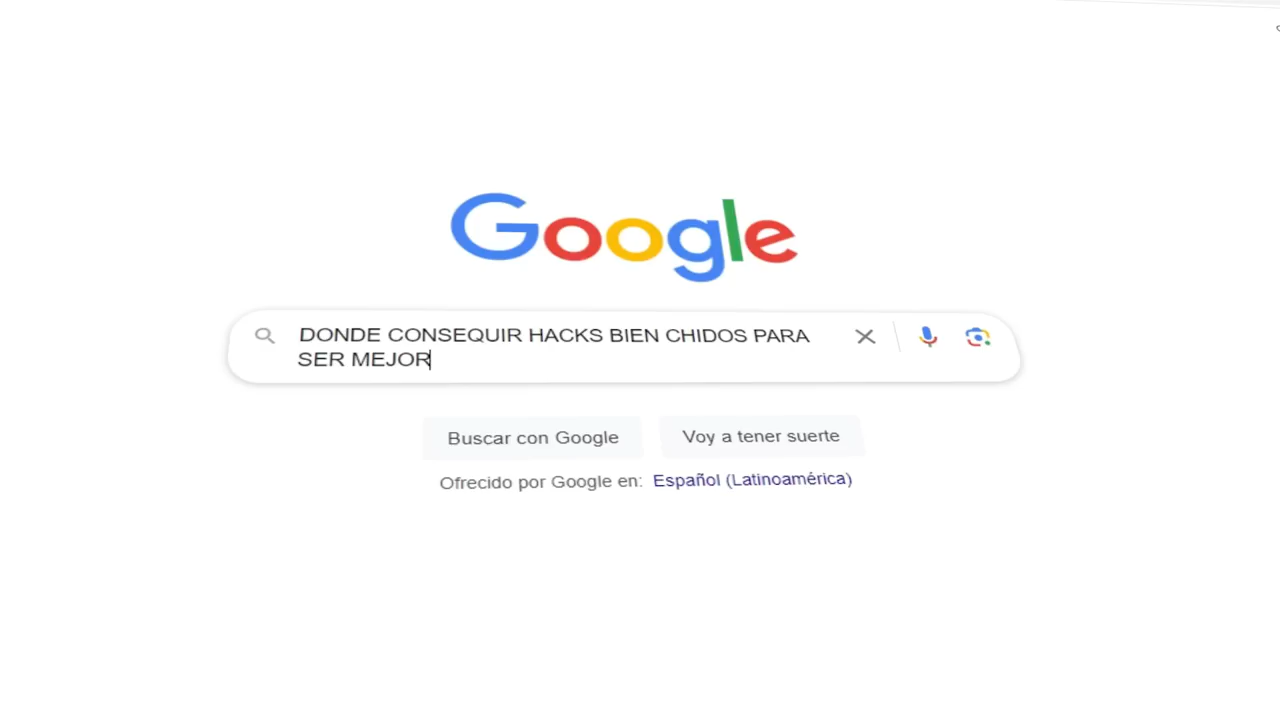 Google
DONDE CONSEQUIR HACKS BIEN CHIDOS PARA
SER MEJOR
Buscar con Google
Voy a tener suerte
Ofrecido por Google en: Español (Latinoamérica)